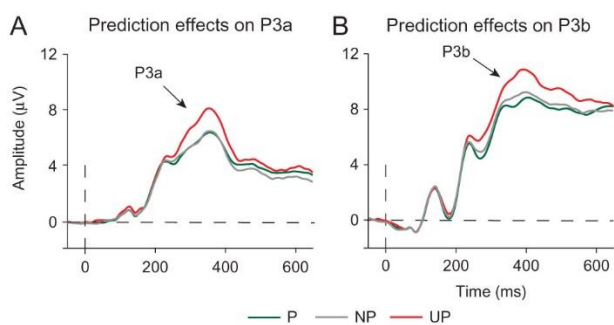 A
Prediction effects on P3a
B
Prediction effects on P3b
Amplitude (μV)
12
8
4
0
P3a
0
200
400
600
12
8
4
0
P3b
0
200
400
600
Time (ms)
P
NP
UP